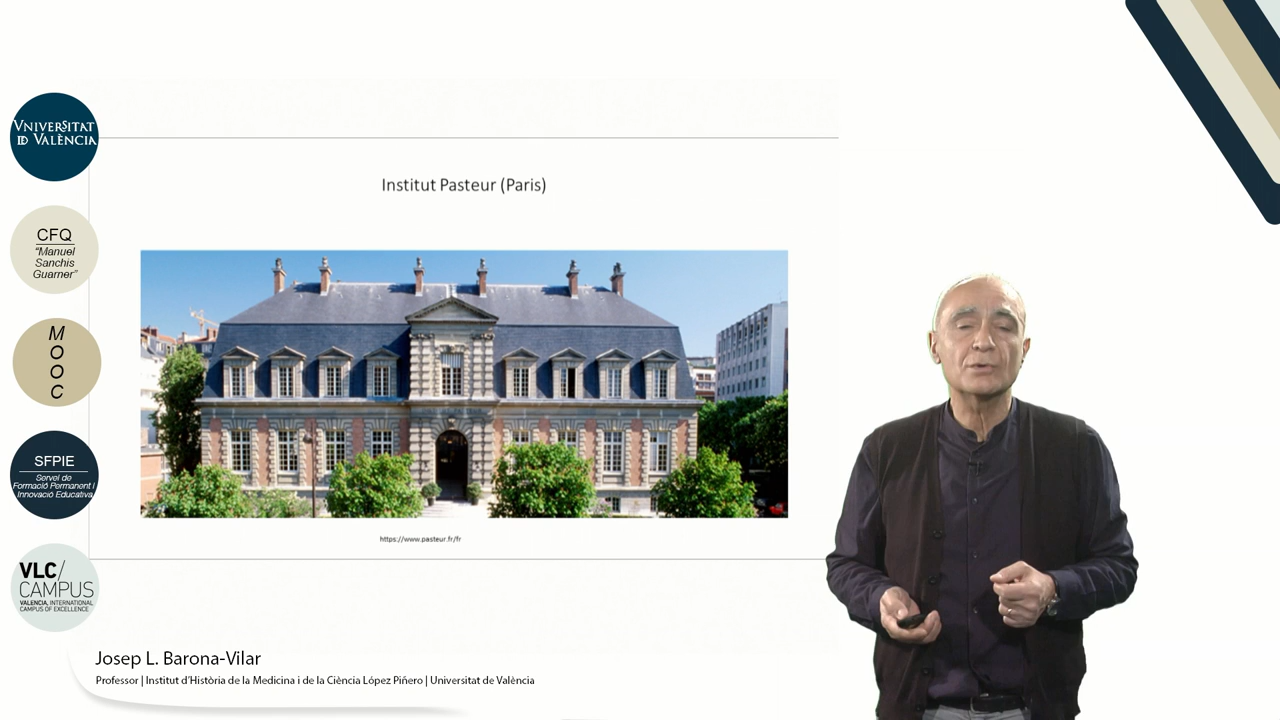 VNIVERSITAT
ID VALÈNCIA
CFQ
"Manuel
Sanchis
Guarner"
M
O
O
C
SFPIE
Servei de
Formació Permanent i
Innovació Educativa
VLC/
CAMPUS
VALENCIA, INTERNATIONAL
CAMPUS OF EXCELLENCE
Institut Pasteur (Paris)
https://www.pasteur.fr/fr
Josep L. Barona-Vilar
Professor | Institut d'Història de la Medicina i de la Ciència López Piñero | Universitat de València